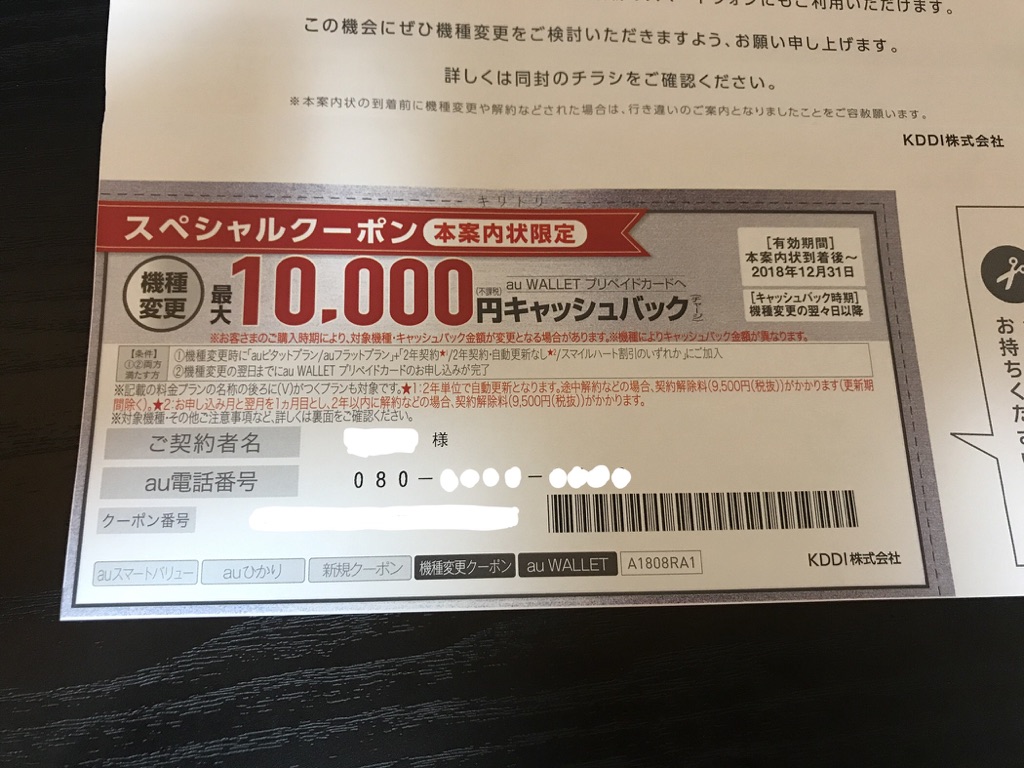 にもご利用いただけます。
この機会にぜひ機種変更をご検討いただきますよう、お願い申し上げます。
詳しくは同封のチラシをご確認ください。
※本案内状の到着前に機種変更や解約などされた場合は、行き違いのご案内となりましたことをご容赦願います。
KDDI株式会社
キリトリ
スペシャルクーポン 本案内状限定
[有効期間]
本案内状到着後~
2018年12月31日
機種変更
最大10,000円(不課税)キャッシュバック
au WALLET プリペイドカードへチャージ
[キャッシュバック時期]
機種変更の翌々日以降
※お客さまのご購入時期により、対象機種・キャッシュバック金額が変更となる場合があります。※機種によりキャッシュバック金額が異なります。
【条件】
①②両方
満たす方
①機種変更時に「auピタットプラン/auフラットプラン」+「2年契約★1/2年契約・自動更新なし★2/スマイルハート割引のいずれか」にご加入
②機種変更の翌日までにau WALLET プリペイドカードのお申し込みが完了
※記載の料金プランの名称の後ろに(V)がつくプランも対象です。★1:2年単位で自動更新となります。途中解約などの場合、契約解除料(9,500円(税抜))がかかります(更新期
間除く)。★2:お申し込み月と翌月を1ヵ月目とし、2年以内に解約などの場合、契約解除料(9,500円(税抜))がかかります。
※対象機種・その他ご注意事項など、詳しくは裏面をご確認ください。
ご契約者名 様
au電話番号 080- -
クーポン番号
auスマートバリュー auひかり 新規クーポン 機種変更クーポン au WALLET A1808RA1
KDDI株式会社
お持ちくださ